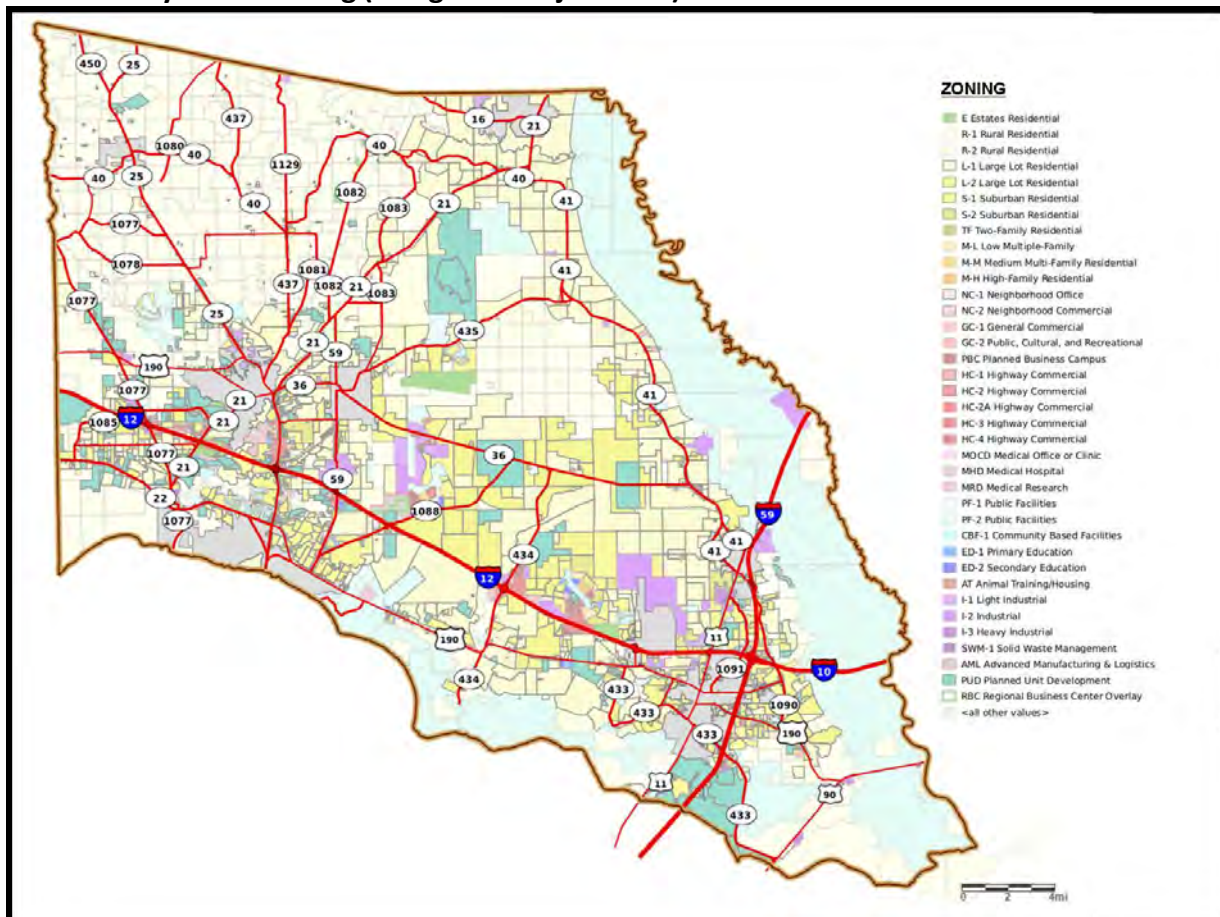 ZONING
E Estates Residential
R-1 Rural Residential
R-2 Rural Residential
L-1 Large Lot Residential
L-2 Large Lot Residential
S-1 Suburban Residential
S-2 Suburban Residential
TF Two-Family Residential
M-L Low Multiple-Family
M-M Medium Multi-Family Residential
M-H High-Family Residential
NC-1 Neighborhood Office
NC-2 Neighborhood Commercial
GC-1 General Commercial
GC-2 Public, Cultural, and Recreational
PBC Planned Business Campus
HC-1 Highway Commercial
HC-2 Highway Commercial
HC-2A Highway Commercial
HC-3 Highway Commercial
HC-4 Highway Commercial
MOCD Medical Office or Clinic
MHD Medical Hospital
MRD Medical Research
PF-1 Public Facilities
PF-2 Public Facilities
CBF-1 Community Based Facilities
ED-1 Primary Education
ED-2 Secondary Education
AT Animal Training/Housing
I-1 Light Industrial
I-2 Industrial
I-3 Heavy Industrial
SWM-1 Solid Waste Management
AML Advanced Manufacturing & Logistics
PUD Planned Unit Development
RBC Regional Business Center Overlay
<all other values>
450 25
437
16 21
1080 40 1129 40
40 25 1082 40
40 1083 21 41
1077
1078 41
1081
437 1082 21 1083
1077
25 435
21 59
190
1077 36 41
21
1085 12 21
1077 36
21 59
22 1088 59
1077
434 41 41
12
190 11
434 1091 10
433
433 1090
433 190
11 90
433
0 2 4mi